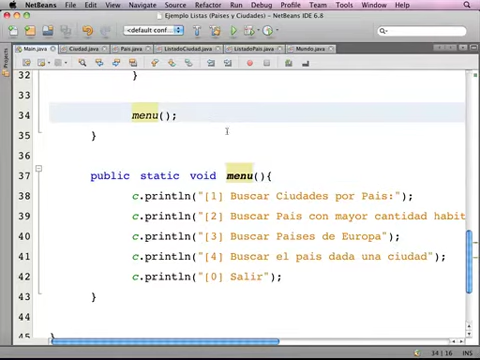 NetBeans File Edit View Navigate Source Refactor Run Debug Profile Team Tools Window Help
Ejemplo Listas (Paises y Ciudades) - NetBeans IDE 6.8
<default conf...
Main.java Ciudad.java Pais.java ListadoCiudad.java ListadoPais.java Mundo.java
Projects
32 }
33
34 menu();
35 }
36
37 public static void menu(){
38 c.println("[1] Buscar Ciudades por Pais:");
39 c.println("[2] Buscar Pais con mayor cantidad habit
40 c.println("[3] Buscar Paises de Europa");
41 c.println("[4] Buscar el pais dada una ciudad");
42 c.println("[0] Salir");
43 }
44
45 }
34 | 16 INS